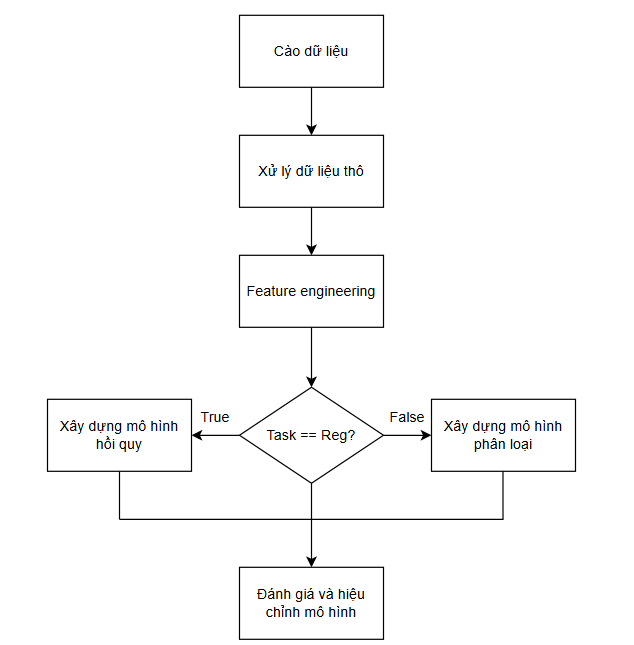 Cào dữ liệu
Xử lý dữ liệu thô
Feature engineering
True
False
Xây dựng mô hình
hồi quy
Task == Reg?
Xây dựng mô hình
phân loại
Đánh giá và hiệu
chỉnh mô hình